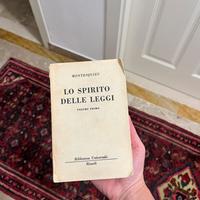 MONTESQUIEU
LO SPIRITO
DELLE LEGGI
VOLUME PRIMO
Biblioteca Universale
Rizzoli